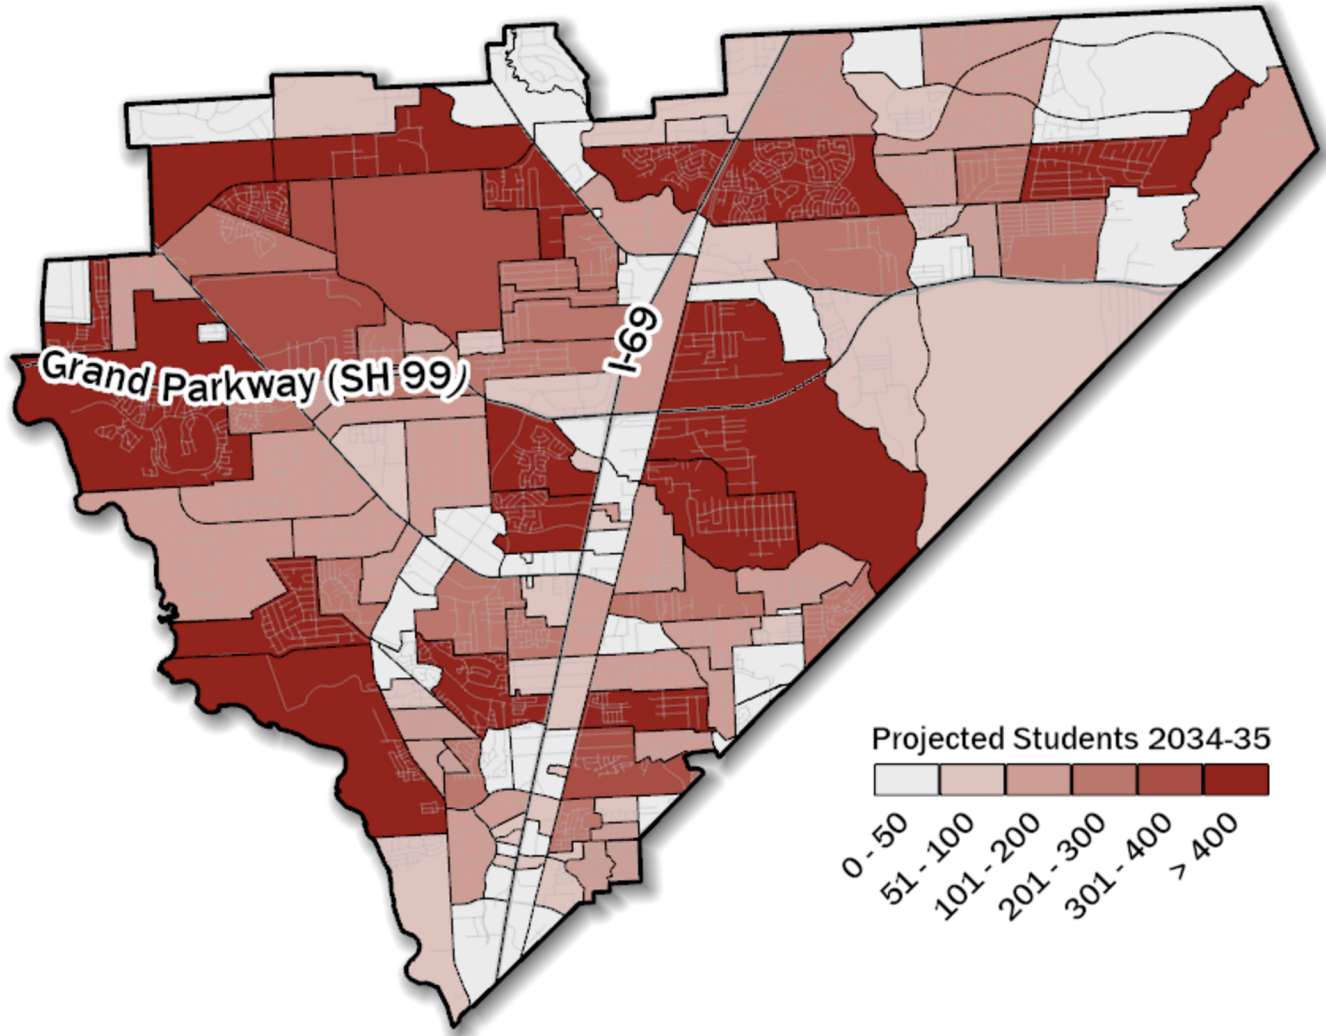 I-69
Grand Parkway (SH 99)
Projected Students 2034-35
0 - 50
51 - 100
101 - 200
201 - 300
301 - 400
> 400